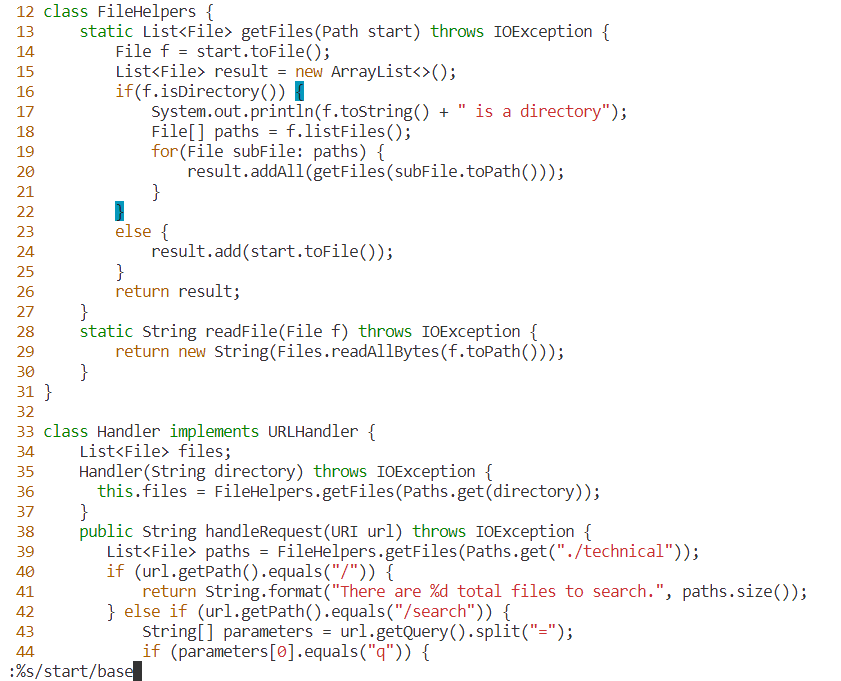 12 class FileHelpers {
13     static List<File> getFiles(Path start) throws IOException {
14         File f = start.toFile();
15         List<File> result = new ArrayList<>();
16         if(f.isDirectory()) {
17             System.out.println(f.toString() + " is a directory");
18             File[] paths = f.listFiles();
19             for(File subFile: paths) {
20                 result.addAll(getFiles(subFile.toPath()));
21             }
22         }
23         else {
24             result.add(start.toFile());
25         }
26         return result;
27     }
28     static String readFile(File f) throws IOException {
29         return new String(Files.readAllBytes(f.toPath()));
30     }
31 }
32
33 class Handler implements URLHandler {
34     List<File> files;
35     Handler(String directory) throws IOException {
36       this.files = FileHelpers.getFiles(Paths.get(directory));
37     }
38     public String handleRequest(URI url) throws IOException {
39        List<File> paths = FileHelpers.getFiles(Paths.get("./technical"));
40        if (url.getPath().equals("/")) {
41            return String.format("There are %d total files to search.", paths.size());
42        } else if (url.getPath().equals("/search")) {
43            String[] parameters = url.getQuery().split("=");
44            if (parameters[0].equals("q")) {
:%s/start/base